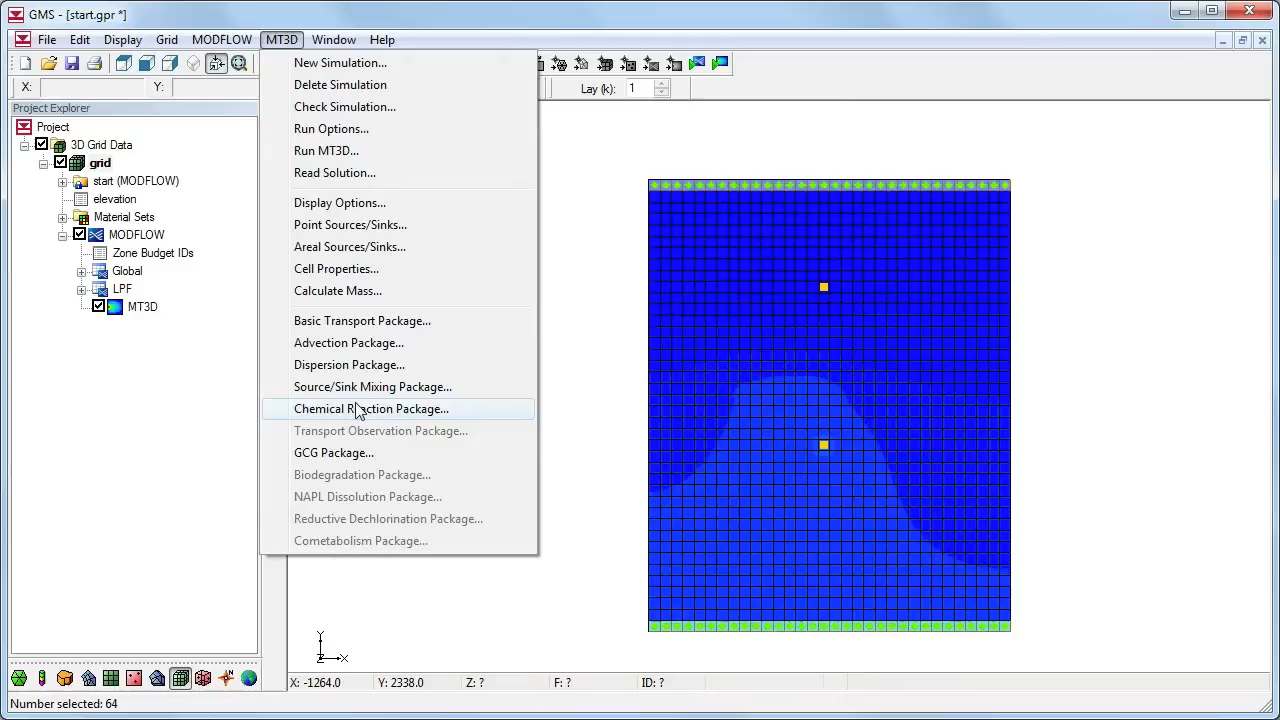 GMS - [start.gpr *]
File Edit Display Grid MODFLOW MT3D Window Help
X: Y: Lay (k): 1
Project Explorer
Project
3D Grid Data
grid
start (MODFLOW)
elevation
Material Sets
MODFLOW
Zone Budget IDs
Global
LPF
MT3D
New Simulation...
Delete Simulation
Check Simulation...
Run Options...
Run MT3D...
Read Solution...
Display Options...
Point Sources/Sinks...
Areal Sources/Sinks...
Cell Properties...
Calculate Mass...
Basic Transport Package...
Advection Package...
Dispersion Package...
Source/Sink Mixing Package...
Chemical Reaction Package...
Transport Observation Package...
GCG Package...
Biodegradation Package...
NAPL Dissolution Package...
Reductive Dechlorination Package...
Cometabolism Package...
Y
Z X
X: -1264.0 Y: 2338.0 Z: ? F: ? ID: ?
Number selected: 64